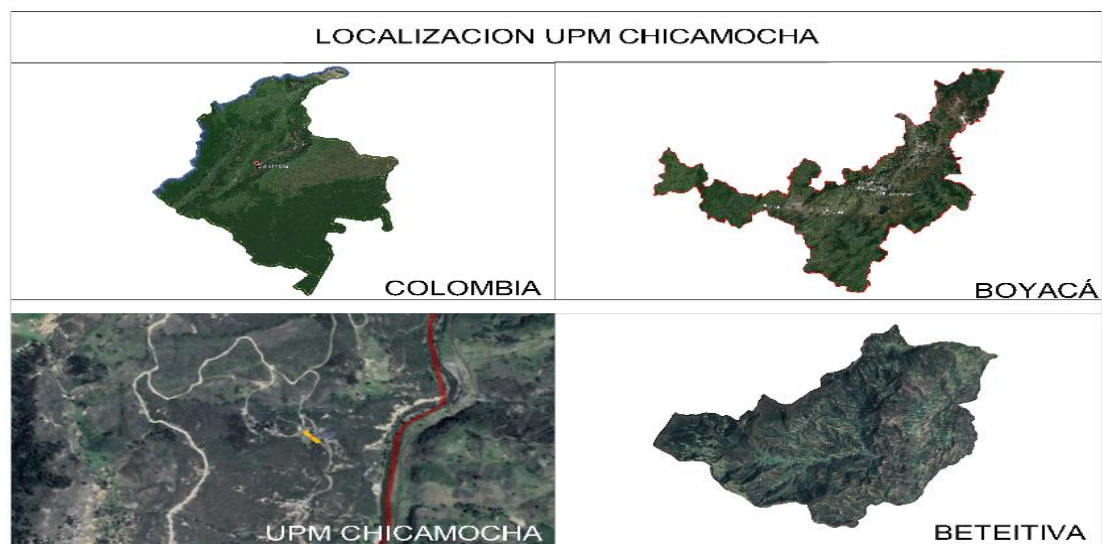 LOCALIZACION UPM CHICAMOCHA
COLOMBIA
BOYACÁ
UPM CHICAMOCHA
BETEITIVA